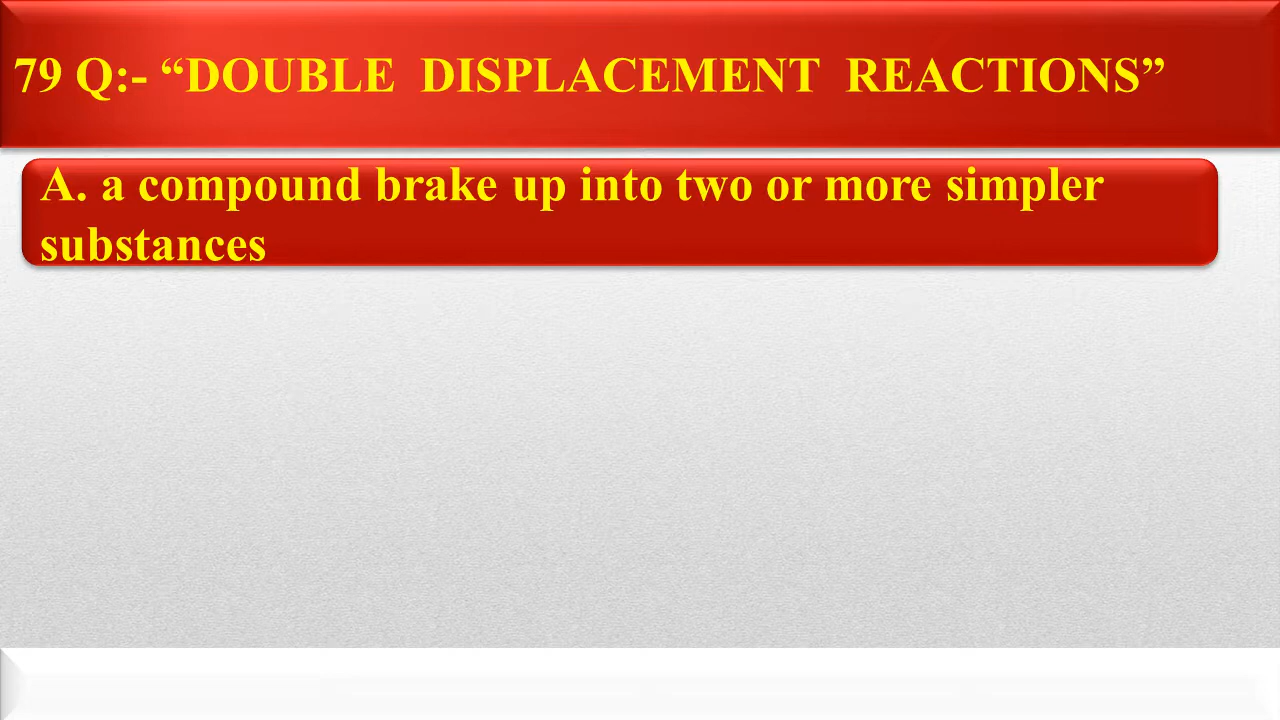 79 Q:- “DOUBLE DISPLACEMENT REACTIONS”
A. a compound brake up into two or more simpler
substances